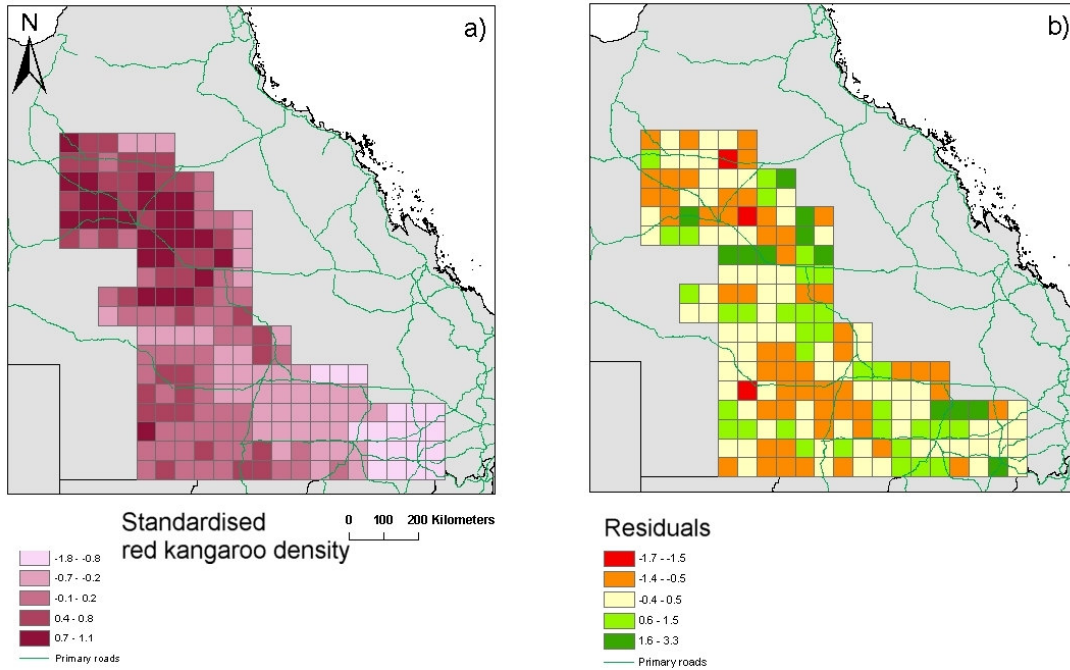 N
a)
b)
Standardised
red kangaroo density
0 100 200 Kilometers
-1.8 - -0.8
-0.7 - -0.2
-0.1 - 0.2
0.4 - 0.8
0.7 - 1.1
Primary roads
Residuals
-1.7 - -1.5
-1.4 - -0.5
-0.4 - 0.5
0.6 - 1.5
1.6 - 3.3
Primary roads